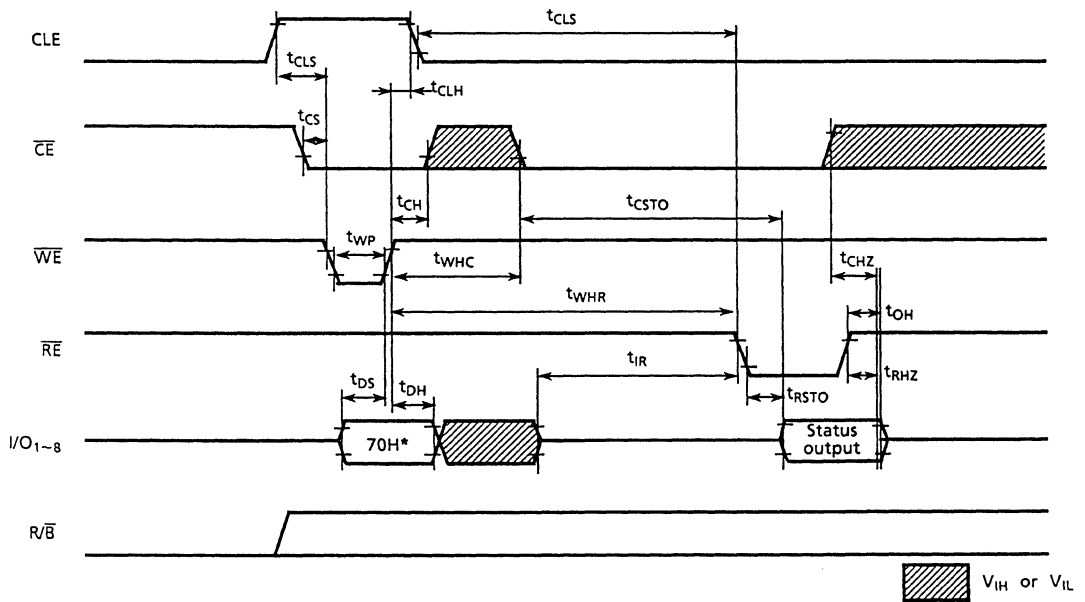 CLE
tCLS
tCLS
tCLH
tCS
CE
tCH
tCSTO
WE
tWP
tWHC
tCHZ
tWHR
tOH
RE
tIR
tRHZ
tDS
tDH
tRSTO
I/O1~8
70H*
Status
output
R/B
VIH or VIL